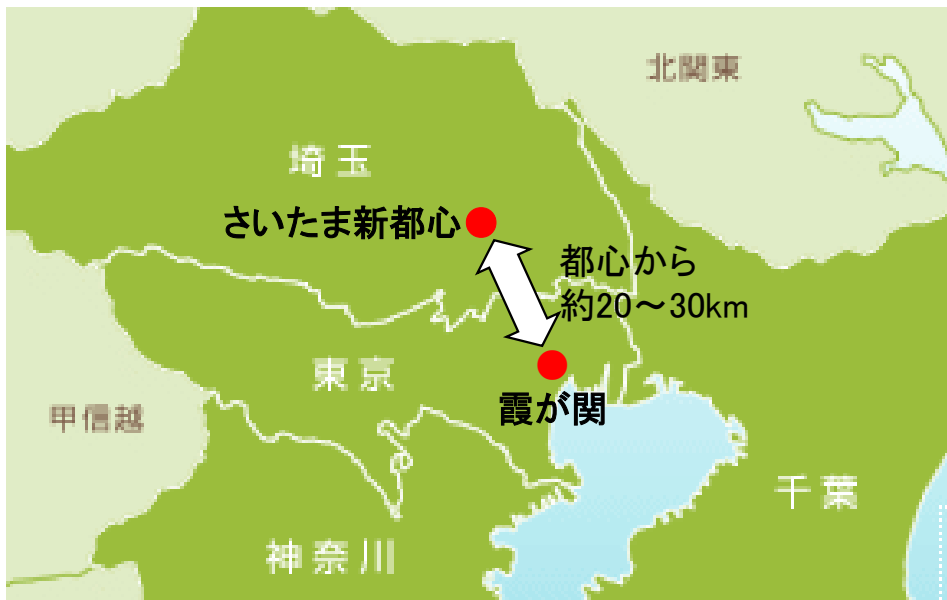 北関東
埼玉
さいたま新都心
都心から
約20～30km
東京
霞が関
甲信越
千葉
神奈川